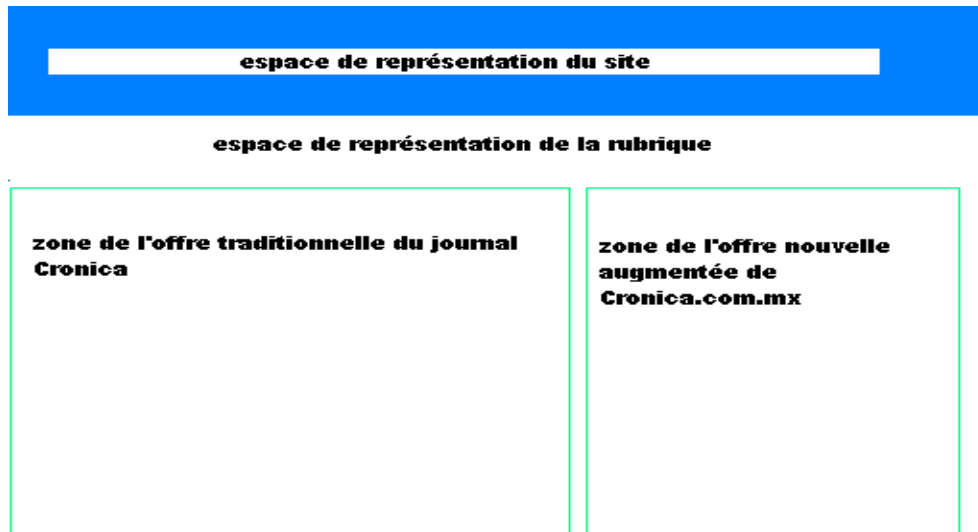 espace de représentation du site
espace de représentation de la rubrique
zone de l'offre traditionnelle du journal
Cronica
zone de l'offre nouvelle
augmentée de
Cronica.com.mx